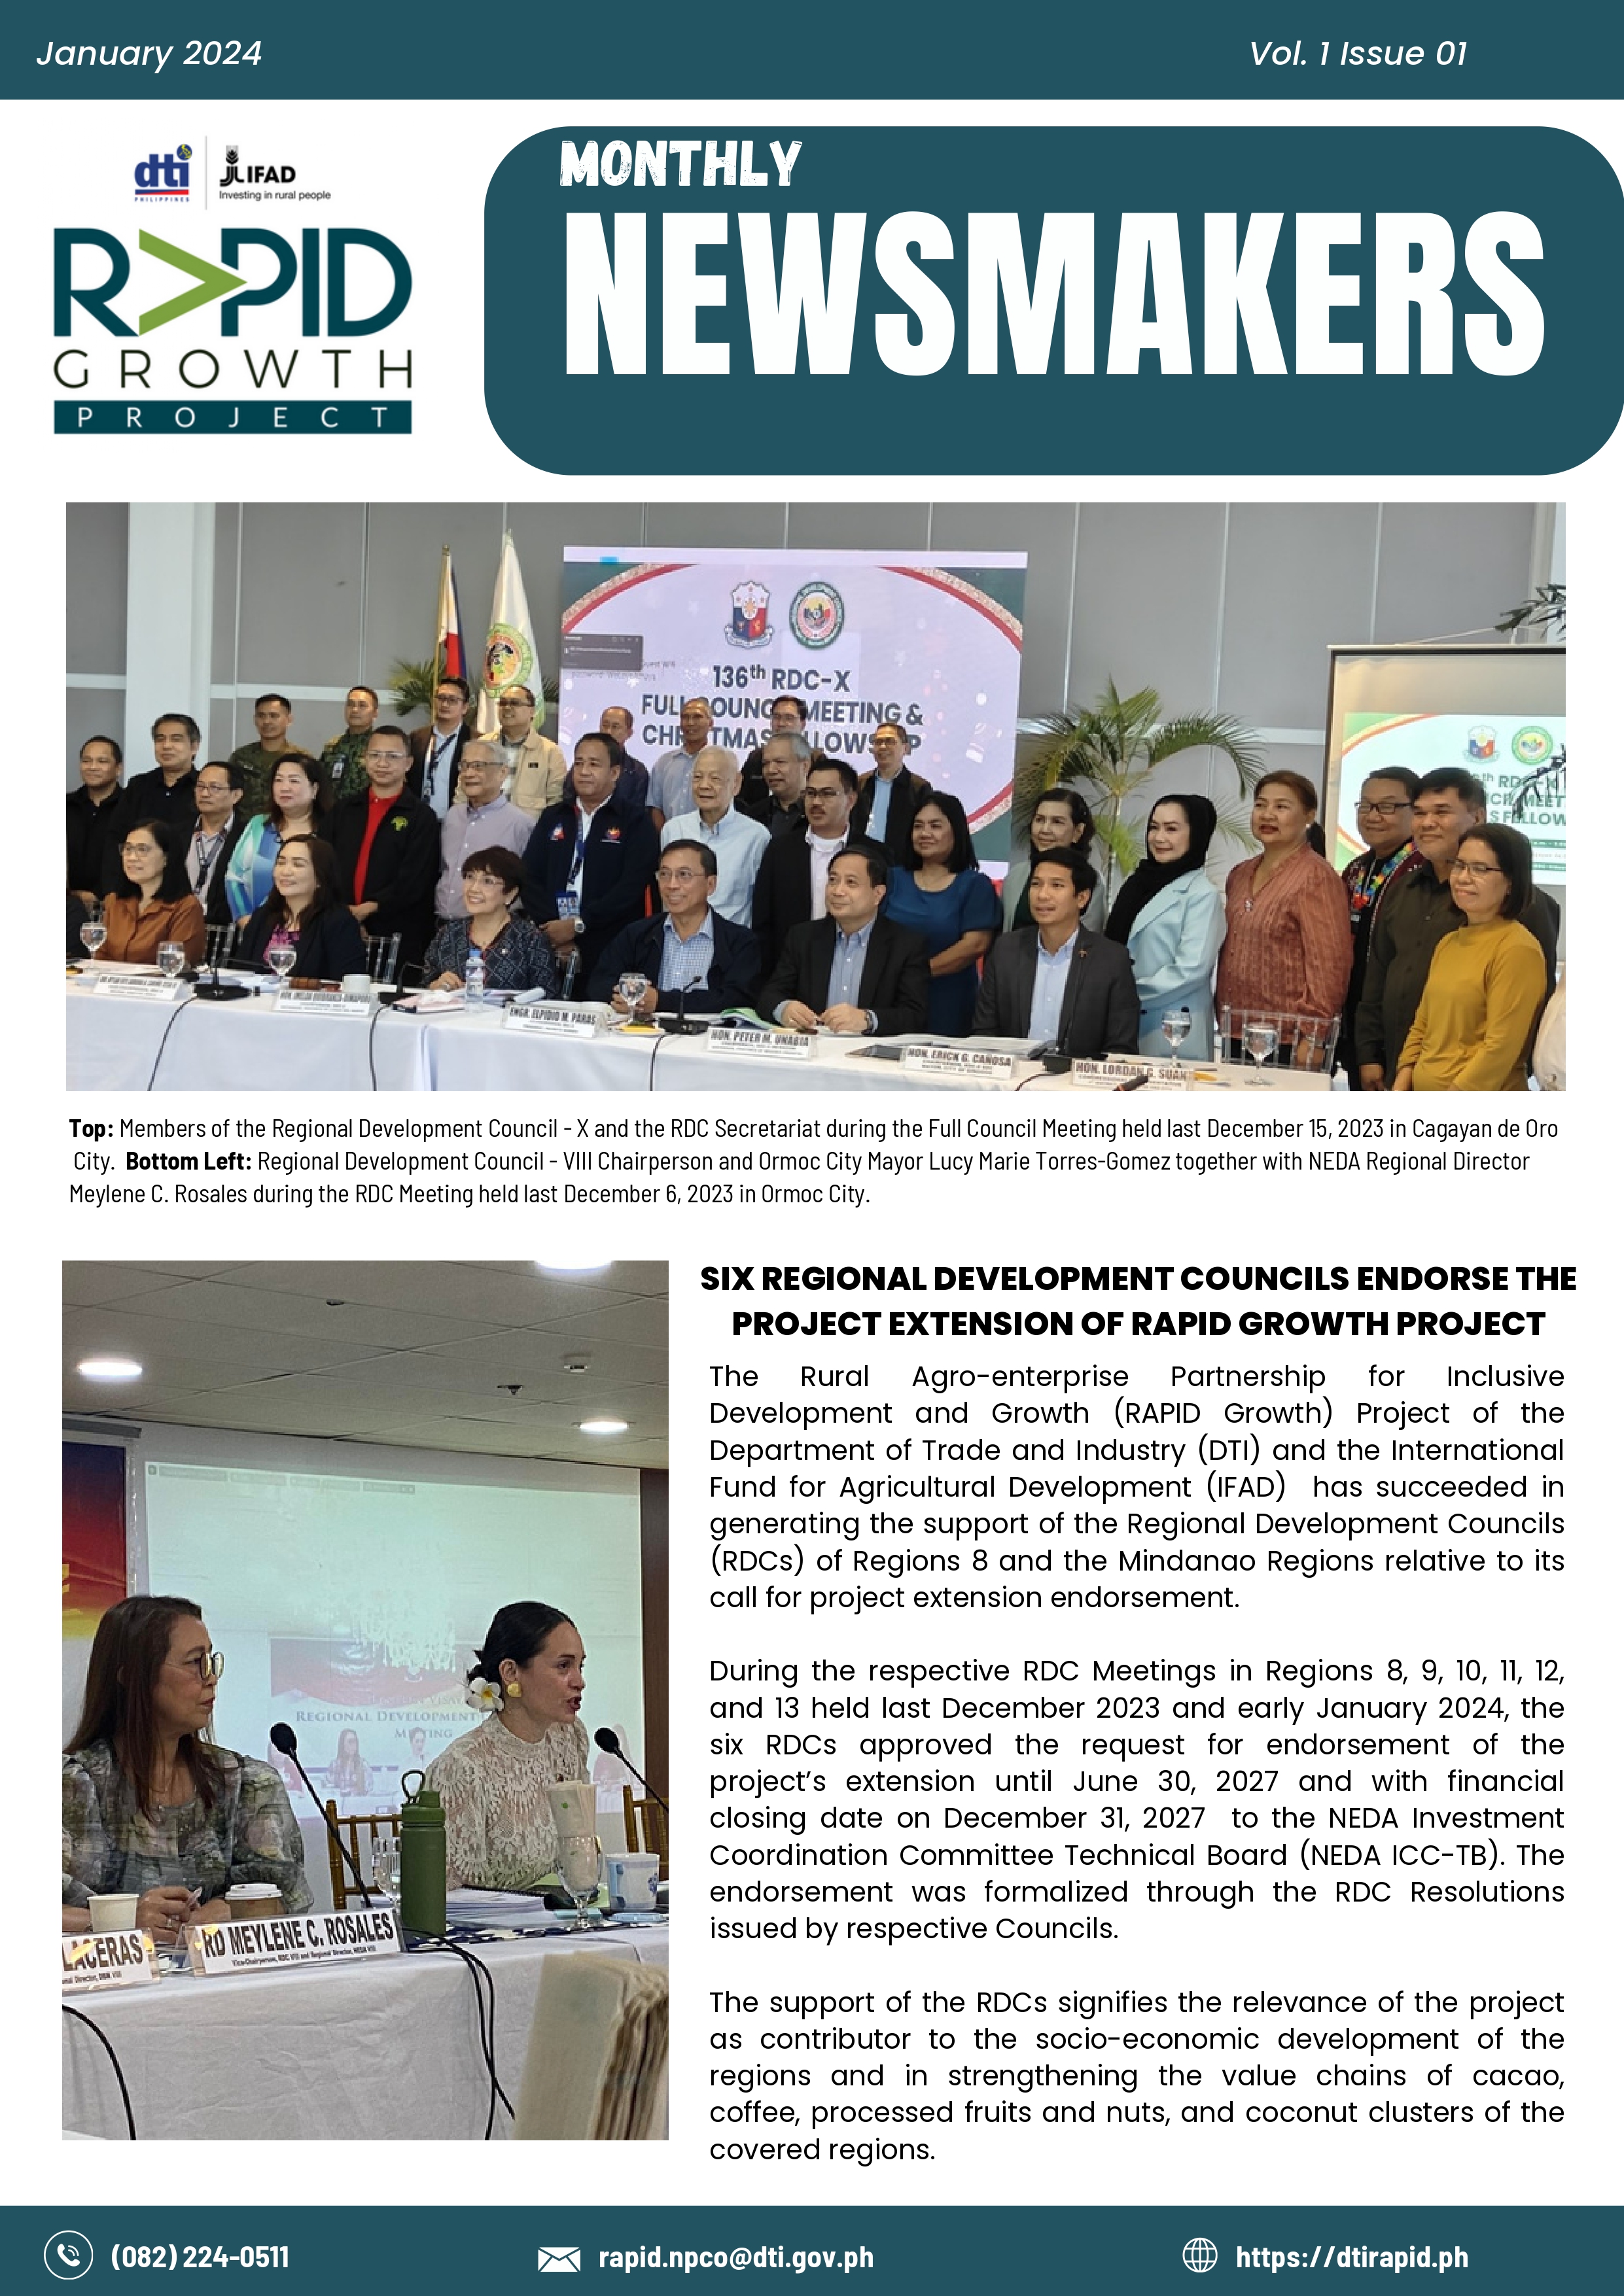 January 2024
Vol. 1 Issue 01
dti
PHILIPPINES
JLIFAD
Investing in rural people
RAPID
GROWTH
PROJECT
MONTHLY
NEWSMAKERS
136th RDC-X
FULL COUNC MEETING &
CHR TMAS LLOWS P
ENGR. ELPIDIO M. PARAS
HON. PETER M. UNABIA
HON. ERICK G. CAÑOSA
HON. LORDAN G. SUAN
Top: Members of the Regional Development Council - X and the RDC Secretariat during the Full Council Meeting held last December 15, 2023 in Cagayan de Oro
City. Bottom Left: Regional Development Council - VIII Chairperson and Ormoc City Mayor Lucy Marie Torres-Gomez together with NEDA Regional Director
Meylene C. Rosales during the RDC Meeting held last December 6, 2023 in Ormoc City.
REGIONAL DEVELOPMENT
LACERAS
RD MEYLENE C. ROSALES
Vice-Chairperson, RDC VIII and Regional Director, NEDA VIII
SIX REGIONAL DEVELOPMENT COUNCILS ENDORSE THE
PROJECT EXTENSION OF RAPID GROWTH PROJECT
The Rural Agro-enterprise Partnership for Inclusive
Development and Growth (RAPID Growth) Project of the
Department of Trade and Industry (DTI) and the International
Fund for Agricultural Development (IFAD) has succeeded in
generating the support of the Regional Development Councils
(RDCs) of Regions 8 and the Mindanao Regions relative to its
call for project extension endorsement.
During the respective RDC Meetings in Regions 8, 9, 10, 11, 12,
and 13 held last December 2023 and early January 2024, the
six RDCs approved the request for endorsement of the
project's extension until June 30, 2027 and with financial
closing date on December 31, 2027 to the NEDA Investment
Coordination Committee Technical Board (NEDA ICC-TB). The
endorsement was formalized through the RDC Resolutions
issued by respective Councils.
The support of the RDCs signifies the relevance of the project
as contributor to the socio-economic development of the
regions and in strengthening the value chains of cacao,
coffee, processed fruits and nuts, and coconut clusters of the
covered regions.
(082) 224-0511
rapid.npco@dti.gov.ph
https://dtirapid.ph